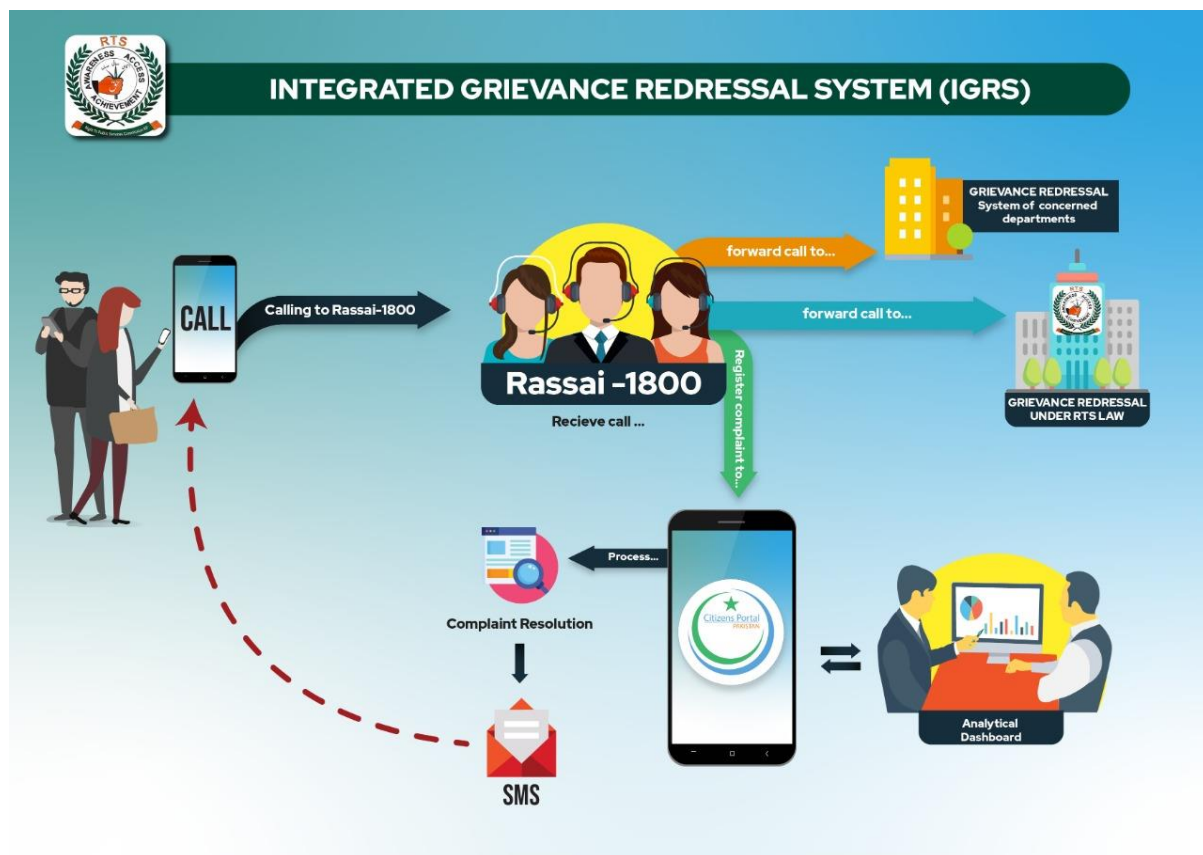 RTS
AWARENESS ACCESS
ACHIEVEMENT
INTEGRATED GRIEVANCE REDRESSAL SYSTEM (IGRS)
GRIEVANCE REDRESSAL
System of concerned
departments
forward call to...
CALL
Calling to Rassai-1800
forward call to...
RTS
Rassai -1800
Recieve call ...
Register complaint to...
GRIEVANCE REDRESSAL
UNDER RTS LAW
Process...
Complaint Resolution
Citizens Portal
PAKISTAN
Analytical
Dashboard
SMS